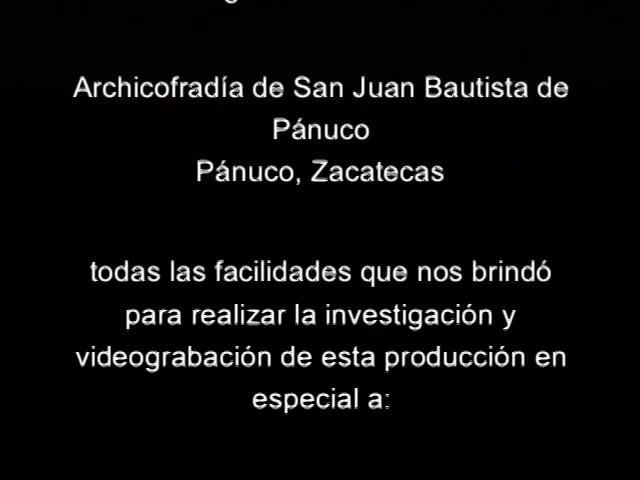 Archicofradía de San Juan Bautista de
Pánuco
Pánuco, Zacatecas
todas las facilidades que nos brindó
para realizar la investigación y
videograbación de esta producción en
especial a: